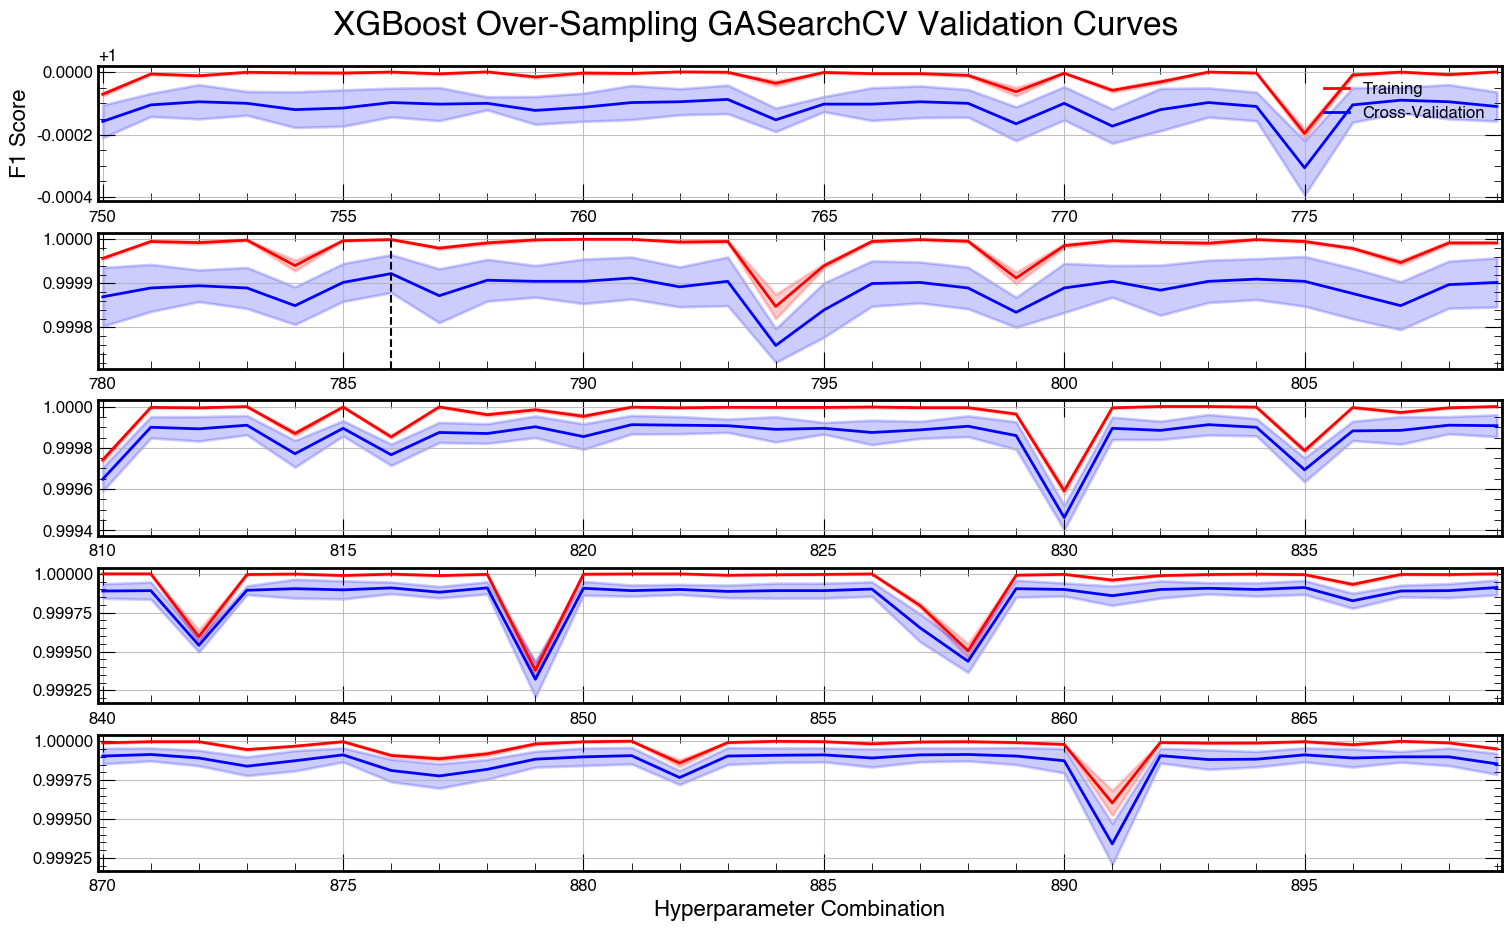 XGBoost Over-Sampling GASearchCV Validation Curves
+1
F1 Score
0.0000
-0.0002
-0.0004
Training
Cross-Validation
750 755 760 765 770 775
1.0000
0.9999
0.9998
780 785 790 795 800 805
1.0000
0.9998
0.9996
0.9994
810 815 820 825 830 835
1.00000
0.99975
0.99950
0.99925
840 845 850 855 860 865
1.00000
0.99975
0.99950
0.99925
870 875 880 885 890 895
Hyperparameter Combination